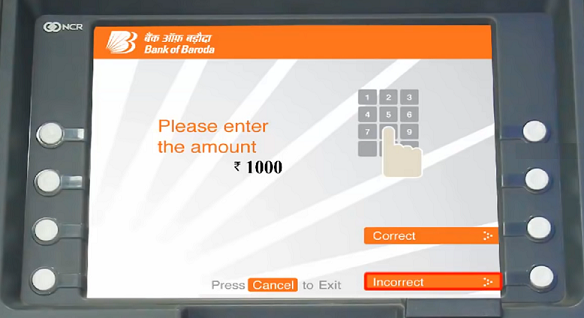 NCR
बैंक ऑफ़ बड़ौदा
Bank of Baroda
1 2 3
4 5 6
7 9
Please enter
the amount
₹ 1000
Correct
Incorrect
Press Cancel to Exit